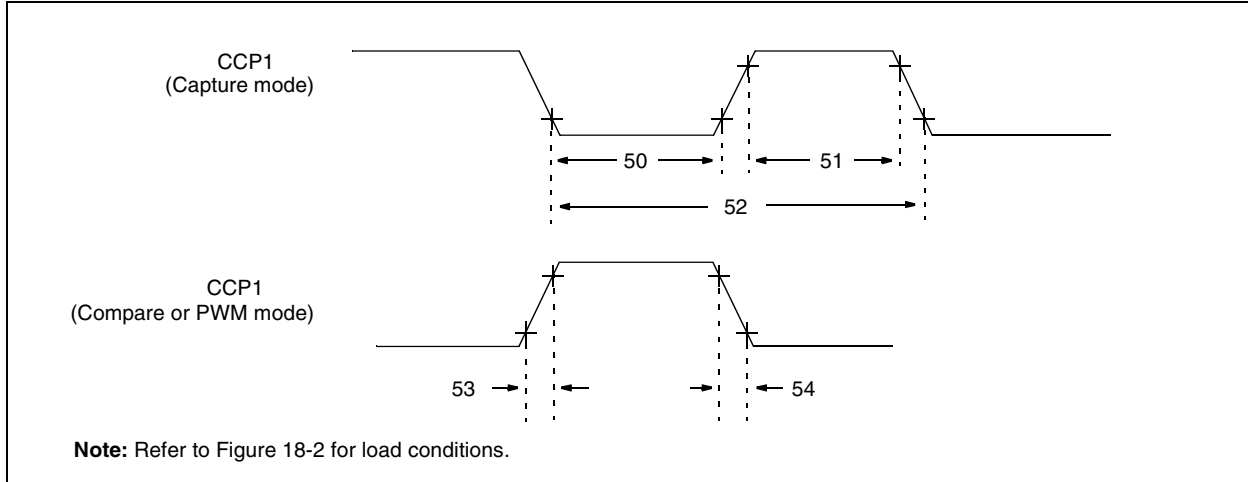 CCP1
(Capture mode)
50
51
52
CCP1
(Compare or PWM mode)
53
54
Note: Refer to Figure 18-2 for load conditions.